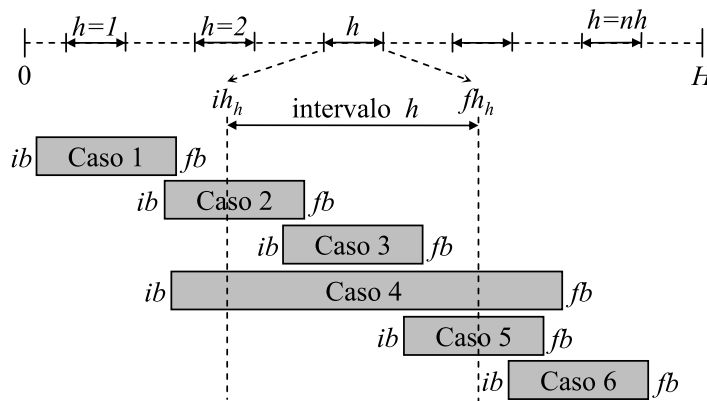 h=1 h=2 h h=nh
0 H
ih_h fh_h
intervalo h
ib Caso 1 fb
ib Caso 2 fb
ib Caso 3 fb
ib Caso 4 fb
ib Caso 5 fb
ib Caso 6 fb